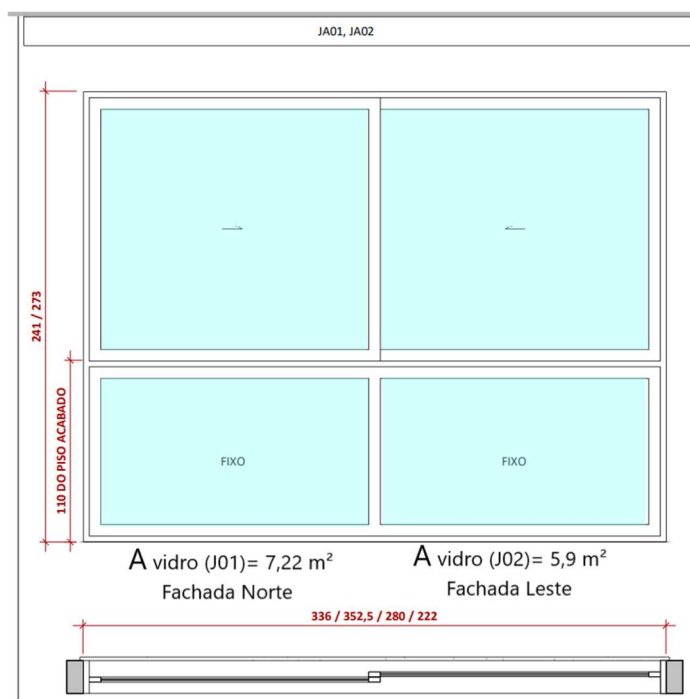 JA01, JA02
241 / 273
110 DO PISO ACABADO
FIXO
FIXO
A vidro (J01)= 7,22 m²
Fachada Norte
A vidro (J02)= 5,9 m²
Fachada Leste
336 / 352,5 / 280 / 222